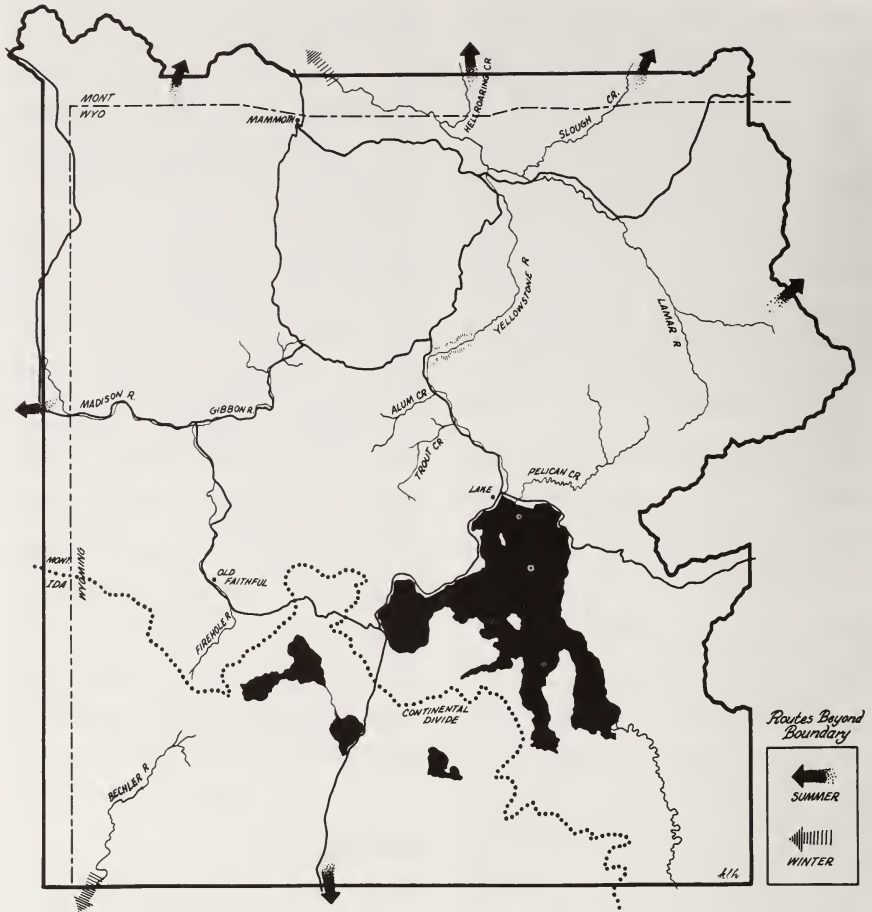 MONT
WYO
MAMMOTH
HELLROARING CR
SLOUGH CR.
YELLOWSTONE R
LAMAR R
MADISON R.
GIBBON R.
ALUM CR
TROUT CR
PELICAN CR
LAKE
MONT.
IDA
WYOMING
OLD
FAITHFUL
FIREHOLE R
CONTINENTAL
DIVIDE
BECHLER R
Routes Beyond
Boundary
SUMMER
WINTER
klh